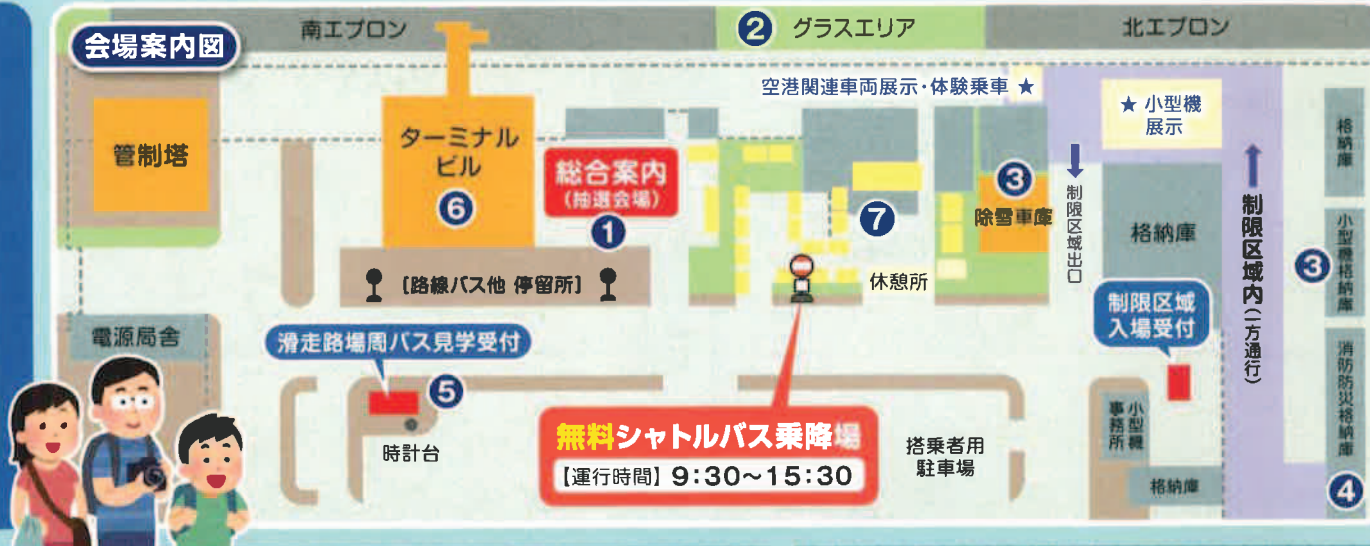 会場案内図
南エプロン
② グラスエリア
北エプロン
管制塔
ターミナル
ビル
⑥
総合案内
(抽選会場)
①
空港関連車両展示・体験乗車 ★
★ 小型機
展示
格納庫
③
除雪車庫
⑦
制限区域出口
格納庫
制限区域内(一方通行)
③
小型機格納庫
[路線バス他 停留所]
休憩所
制限区域
入場受付
電源局舎
滑走路場周バス見学受付
⑤
時計台
無料シャトルバス乗降場
【運行時間】9:30~15:30
搭乗者用
駐車場
小型機
事務所
格納庫
消防防災格納庫
④